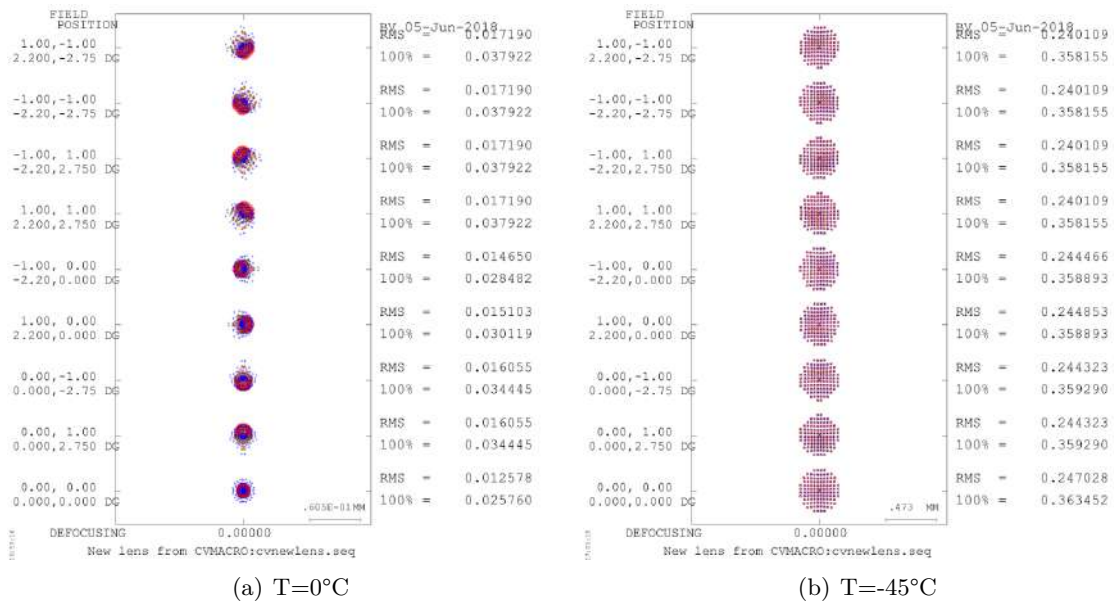 FIELD
POSITION
RV 05-Jun-2018
1.00,-1.00
2.200,-2.75 DG
RMS = 0.017190
100% = 0.037922
-1.00,-1.00
-2.20,-2.75 DG
RMS = 0.017190
100% = 0.037922
-1.00, 1.00
-2.20,2.750 DG
RMS = 0.017190
100% = 0.037922
1.00, 1.00
2.200,2.750 DG
RMS = 0.017190
100% = 0.037922
-1.00, 0.00
-2.20,0.000 DG
RMS = 0.014650
100% = 0.028482
1.00, 0.00
2.200,0.000 DG
RMS = 0.015103
100% = 0.030119
0.00,-1.00
0.000,-2.75 DG
RMS = 0.016055
100% = 0.034445
0.00, 1.00
0.000,2.750 DG
RMS = 0.016055
100% = 0.034445
0.00, 0.00
0.000,0.000 DG
RMS = 0.012578
100% = 0.025760
.605E-01MM
DEFOCUSING 0.00000
New lens from CVMACRO:cvnewlens.seq
(a) T=0°C
FIELD
POSITION
RV 05-Jun-2018
1.00,-1.00
2.200,-2.75 DG
RMS = 0.240109
100% = 0.358155
-1.00,-1.00
-2.20,-2.75 DG
RMS = 0.240109
100% = 0.358155
-1.00, 1.00
-2.20,2.750 DG
RMS = 0.240109
100% = 0.358155
1.00, 1.00
2.200,2.750 DG
RMS = 0.240109
100% = 0.358155
-1.00, 0.00
-2.20,0.000 DG
RMS = 0.244466
100% = 0.358893
1.00, 0.00
2.200,0.000 DG
RMS = 0.244853
100% = 0.358893
0.00,-1.00
0.000,-2.75 DG
RMS = 0.244323
100% = 0.359290
0.00, 1.00
0.000,2.750 DG
RMS = 0.244323
100% = 0.359290
0.00, 0.00
0.000,0.000 DG
RMS = 0.247028
100% = 0.363452
.473 MM
DEFOCUSING 0.00000
New lens from CVMACRO:cvnewlens.seq
(b) T=-45°C